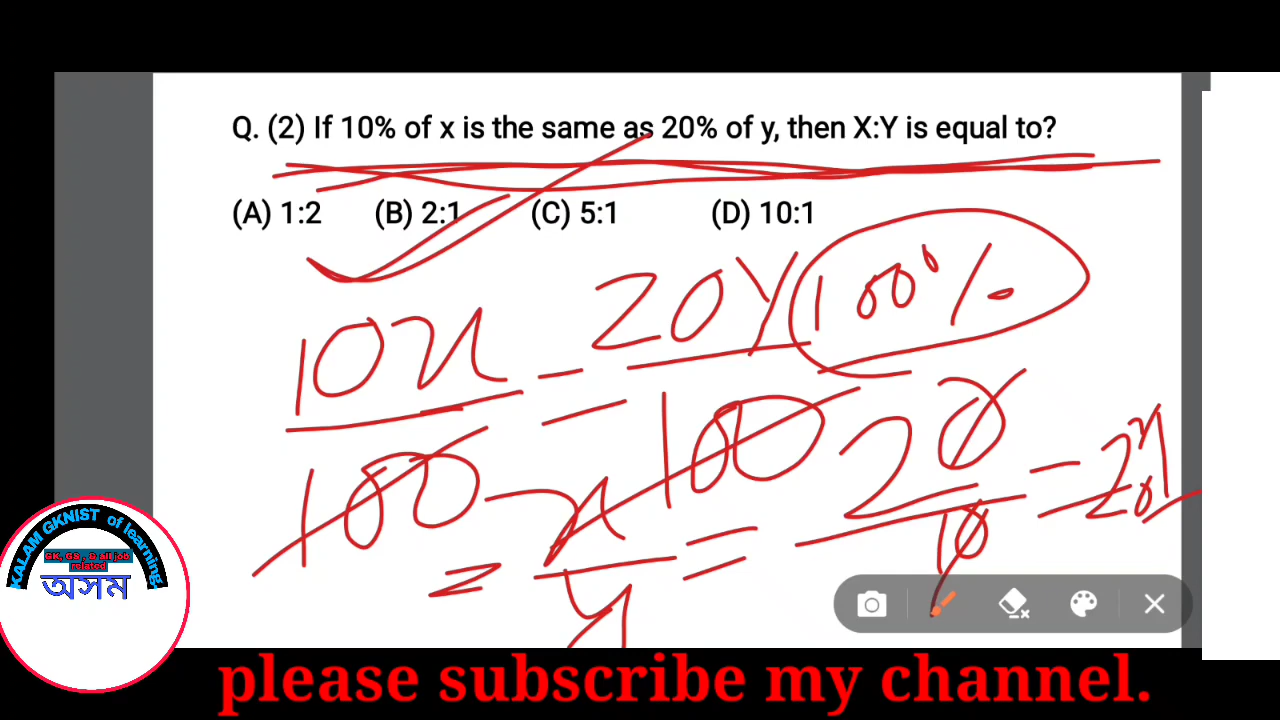 Q. (2) If 10% of x is the same as 20% of y, then X:Y is equal to?
(A) 1:2 (B) 2:1 (C) 5:1 (D) 10:1
10x = 20y 100%
100 100
= x = 20 =
y 10
KALAM GKNIST of learning
GK, GS, & all job
related
অসম
please subscribe my channel.